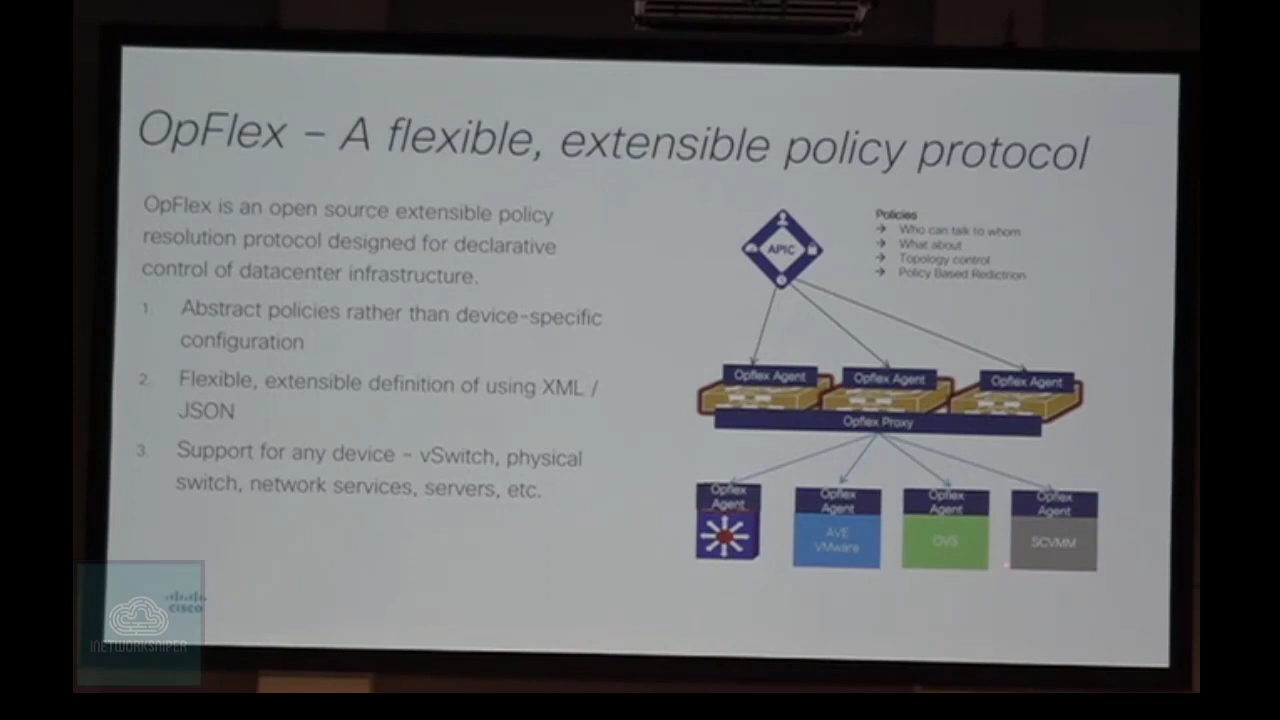 OpFlex – A flexible, extensible policy protocol
OpFlex is an open source extensible policy
resolution protocol designed for declarative
control of datacenter infrastructure.
1. Abstract policies rather than device-specific
configuration
2. Flexible, extensible definition of using XML /
JSON
3. Support for any device – vSwitch, physical
switch, network services, servers, etc.
APIC
Policies
→ Who can talk to whom
→ What about
→ Topology control
→ Policy Based Redictrion
Opflex Agent
Opflex Agent
Opflex Agent
Opflex Proxy
Opflex
Agent
Opflex
Agent
AVE
VMware
Opflex
Agent
OVS
Opflex
Agent
SCVMM
CISCO
INETWORKSNIPER